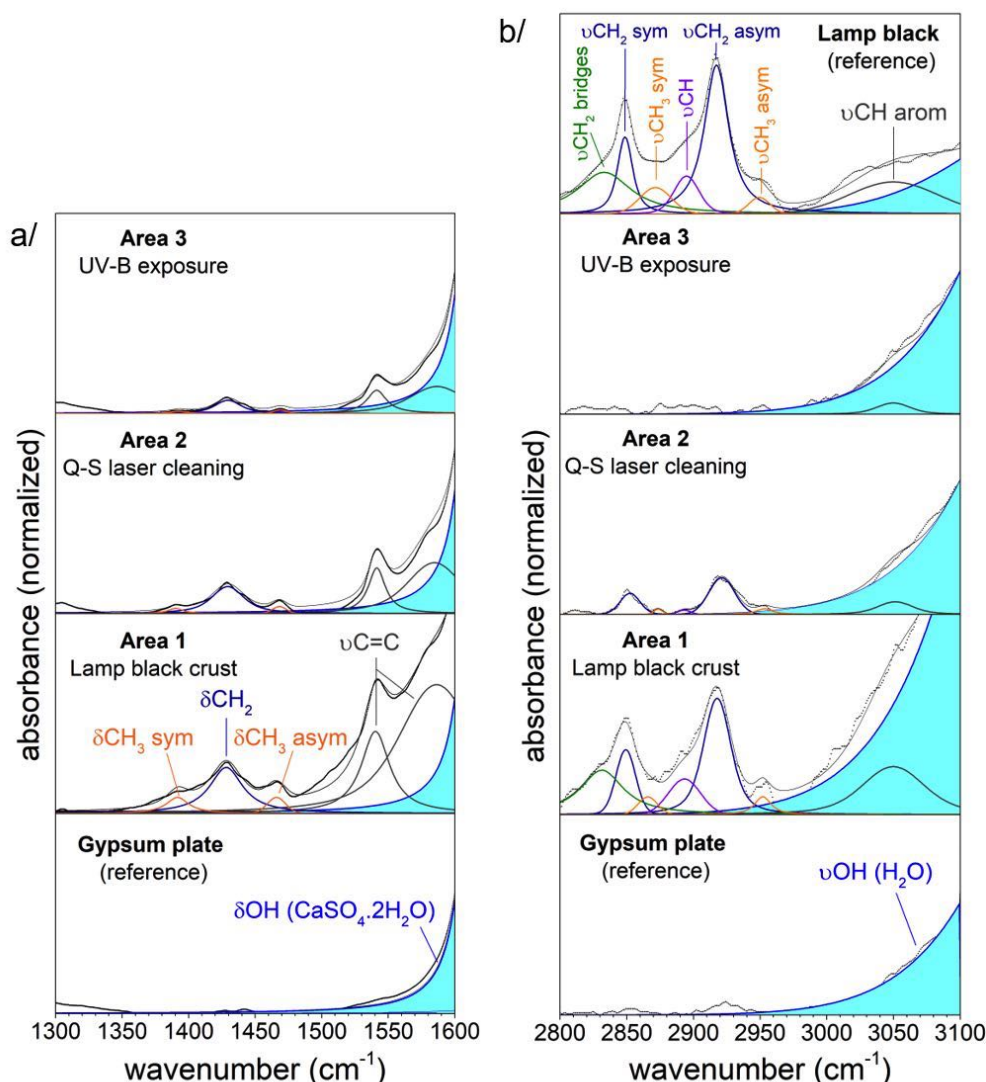 a/
absorbance (normalized)
Area 3
UV-B exposure
Area 2
Q-S laser cleaning
Area 1
Lamp black crust
υC=C
δCH₂
δCH₃ sym
δCH₃ asym
Gypsum plate
(reference)
δOH (CaSO₄.2H₂O)
1300 1400 1500 1600
wavenumber (cm⁻¹)
b/
absorbance (normalized)
υCH₂ sym
υCH₂ asym
Lamp black
(reference)
υCH₂ bridges
υCH₃ sym
υCH
υCH₃ asym
υCH arom
Area 3
UV-B exposure
Area 2
Q-S laser cleaning
Area 1
Lamp black crust
Gypsum plate
(reference)
υOH (H₂O)
2800 2850 2900 2950 3000 3050 3100
wavenumber (cm⁻¹)